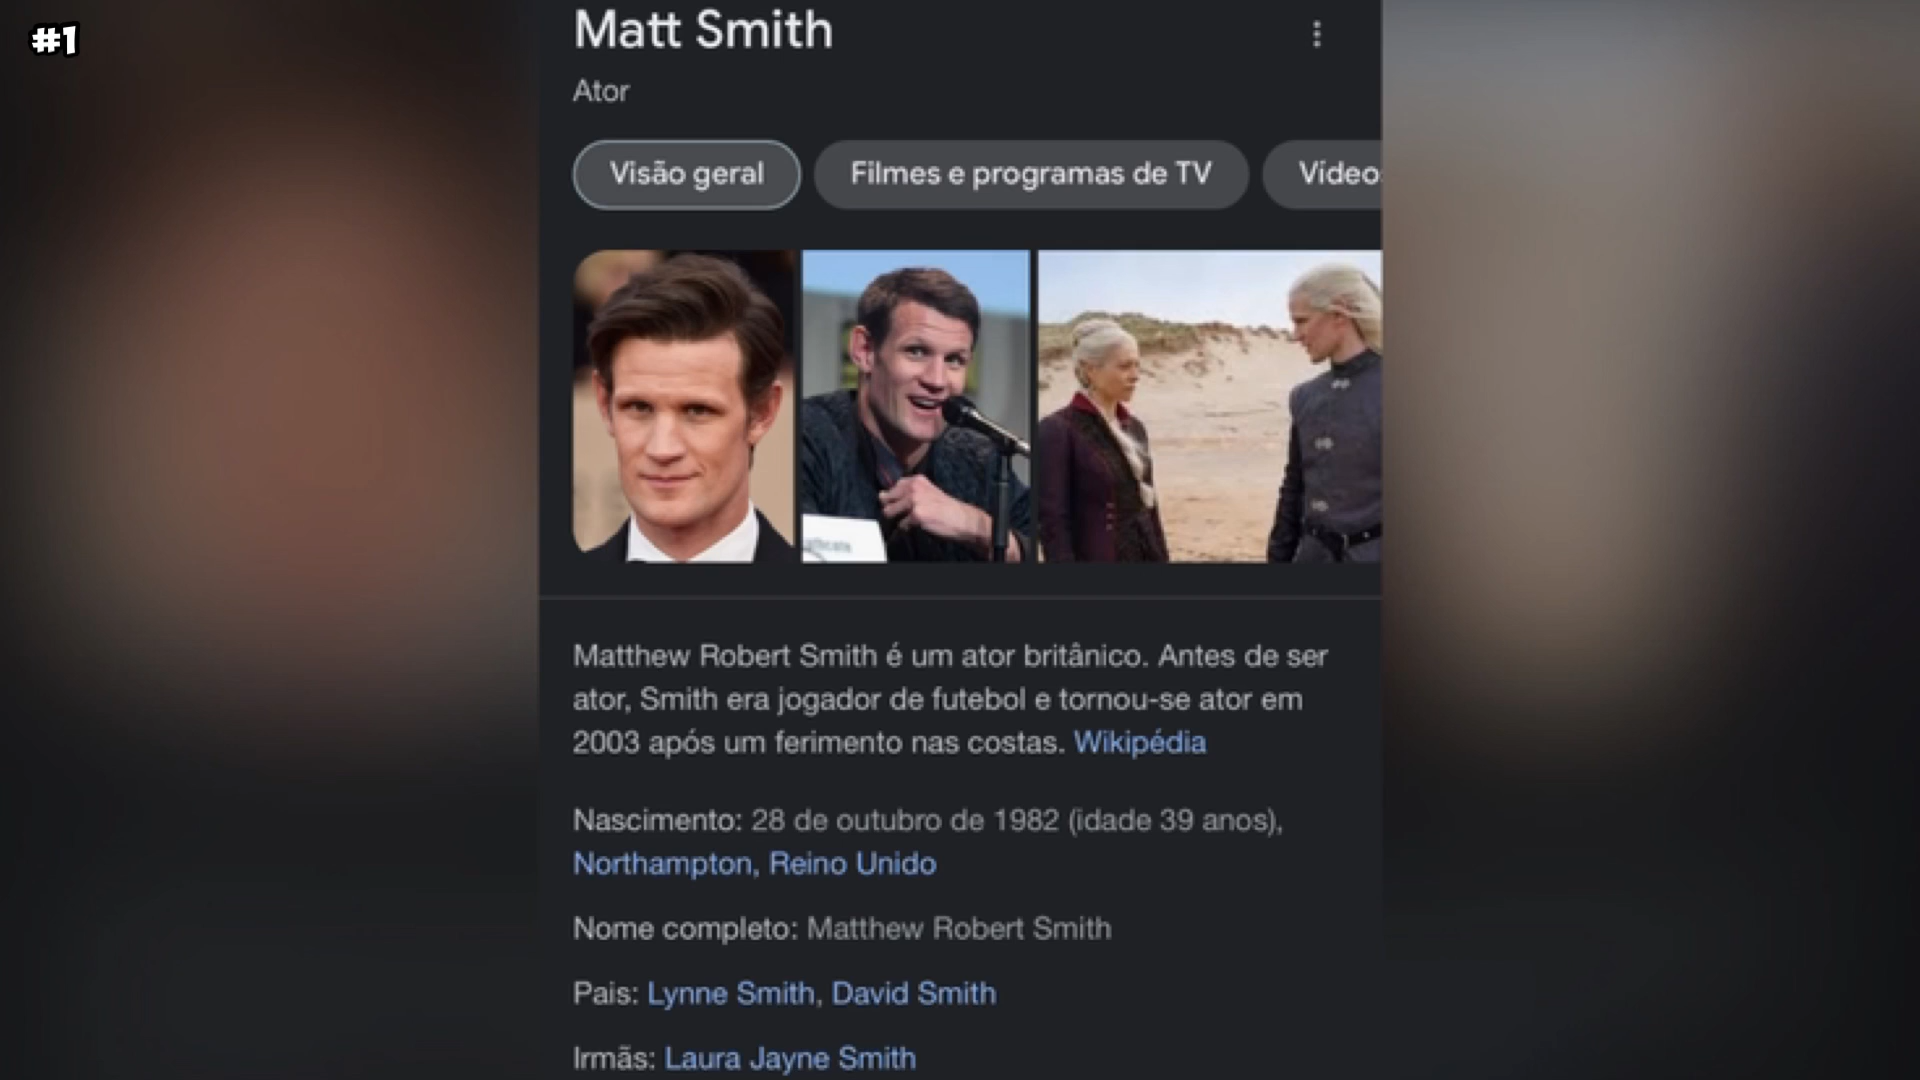 #1
Matt Smith
Ator
Visão geral
Filmes e programas de TV
Vídeo
Matthew Robert Smith é um ator britânico. Antes de ser
ator, Smith era jogador de futebol e tornou-se ator em
2003 após um ferimento nas costas. Wikipédia
Nascimento: 28 de outubro de 1982 (idade 39 anos),
Northampton, Reino Unido
Nome completo: Matthew Robert Smith
Pais: Lynne Smith, David Smith
Irmãs: Laura Jayne Smith